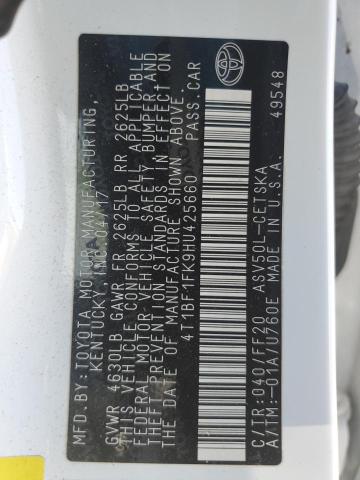 MFD. BY: TOYOTA MOTOR MANUFACTURING,
KENTUCKY, INC. 04/17
GVWR 4630LB GAWR FR 2625LB RR 2625LB
THIS VEHICLE CONFORMS TO ALL APPLICABLE
FEDERAL MOTOR VEHICLE SAFETY BUMPER, AND
THEFT PREVENTION STANDARDS IN EFFECT ON
THE DATE OF MANUFACTURE SHOWN ABOVE.
4T1BF1FK9HU425660 PASS. CAR
C/TR: 040/FF20 ASV50L-CETSKA
A/TM: -01A/U760E MADE IN U.S.A.
49548